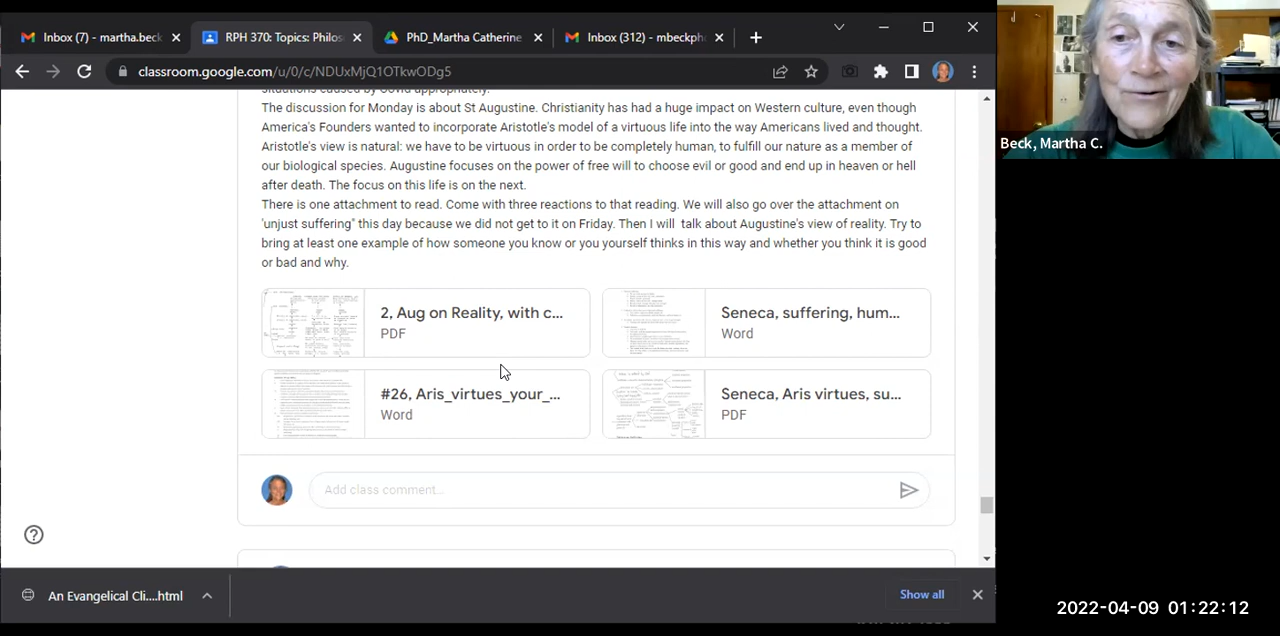 Inbox (7) - martha.beck
RPH 370: Topics: Philos
PhD_Martha Catherine
Inbox (312) - mbeckph
classroom.google.com/u/0/c/NDUxMjQ1OTkwODg5
situations caused by Covid appropriately.
The discussion for Monday is about St Augustine. Christianity has had a huge impact on Western culture, even though
America's Founders wanted to incorporate Aristotle's model of a virtuous life into the way Americans lived and thought.
Aristotle's view is natural: we have to be virtuous in order to be completely human, to fulfill our nature as a member of
our biological species. Augustine focuses on the power of free will to choose evil or good and end up in heaven or hell
after death. The focus on this life is on the next.
There is one attachment to read. Come with three reactions to that reading. We will also go over the attachment on
'unjust suffering" this day because we did not get to it on Friday. Then I will talk about Augustine's view of reality. Try to
bring at least one example of how someone you know or you yourself thinks in this way and whether you think it is good
or bad and why.
2, Aug on Reality, with c...
PDF
Seneca, suffering, hum...
Word
#26, Aris_virtues_your_...
Word
Seneca, Aris virtues, su...
PDF
Add class comment...
An Evangelical Cli....html
Show all
Beck, Martha C.
2022-04-09 01:22:12